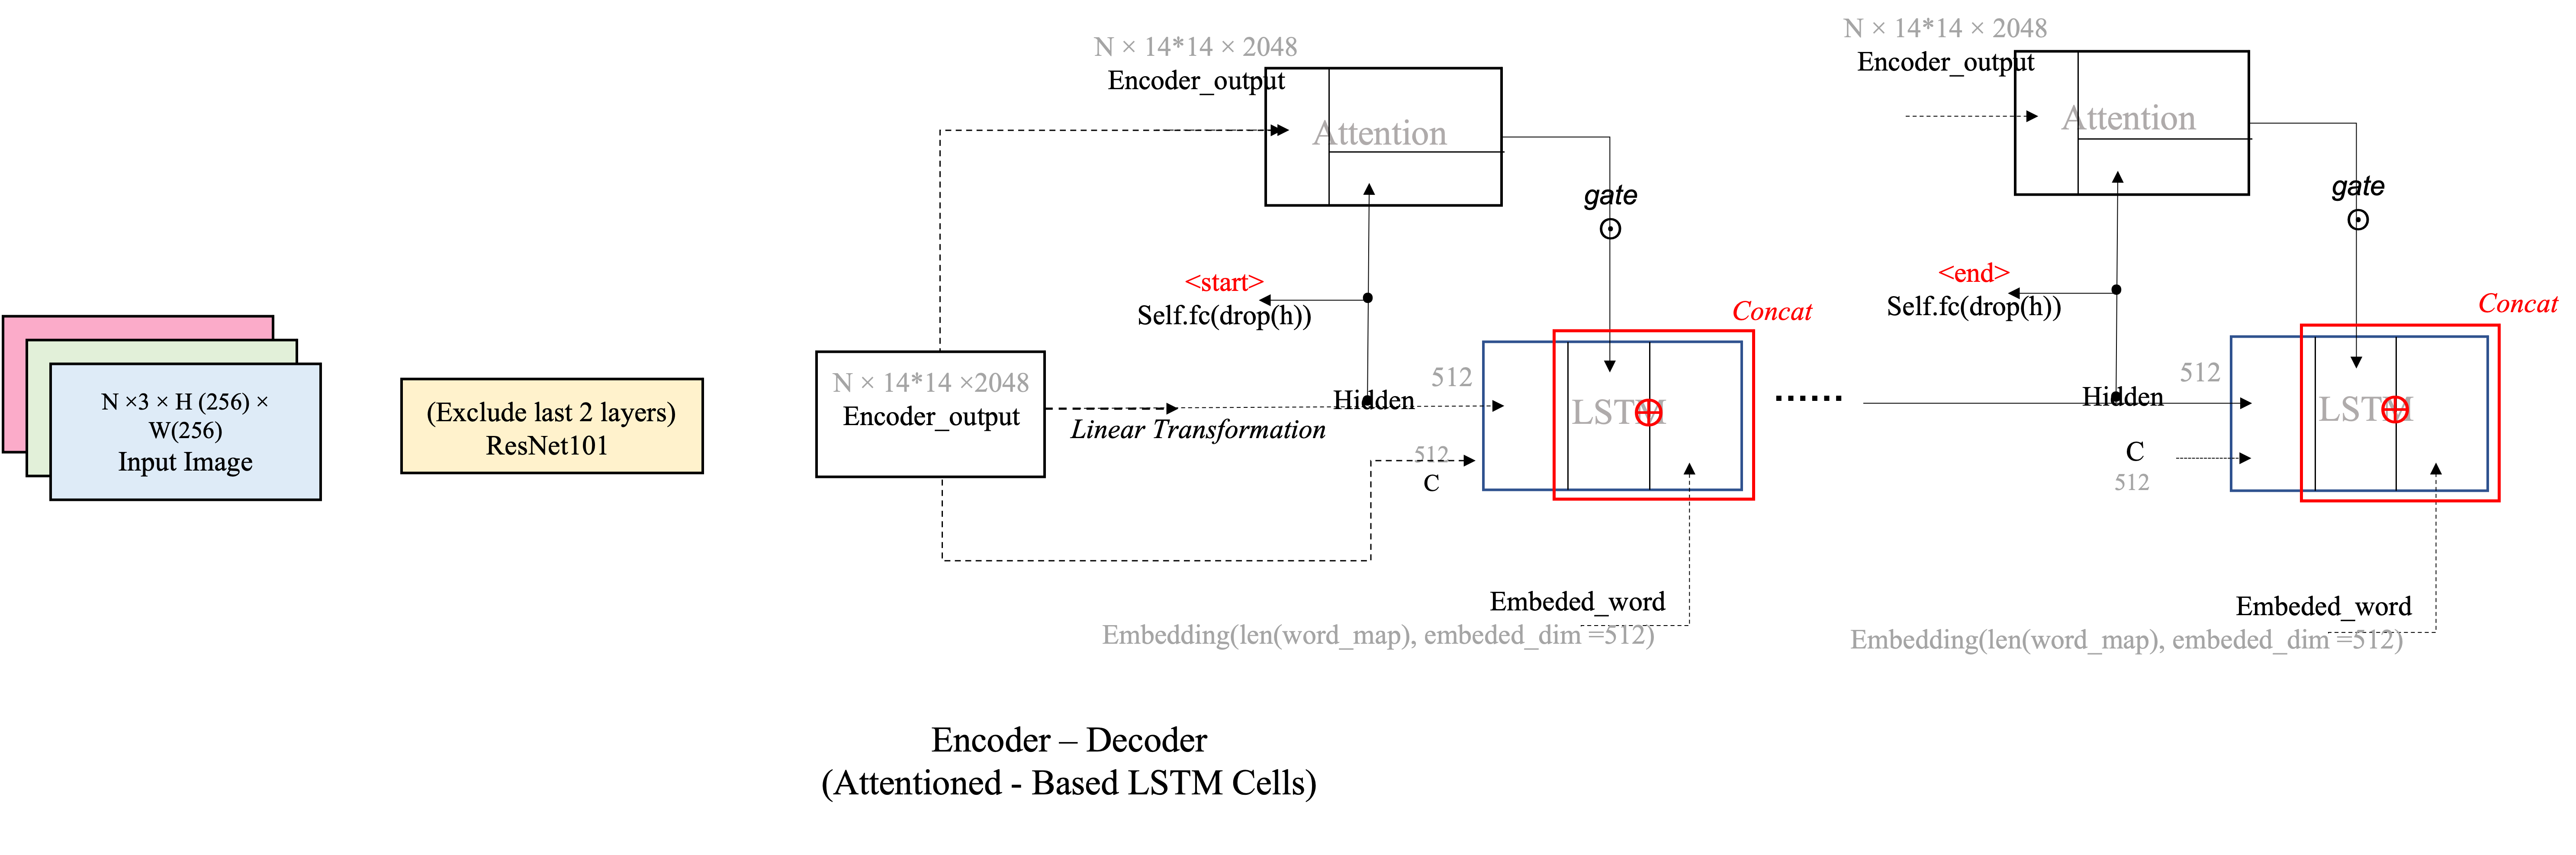 N ×3 × H (256) ×
W(256)
Input Image
(Exclude last 2 layers)
ResNet101
N × 14*14 ×2048
Encoder_output
Linear Transformation
N × 14*14 × 2048
Encoder_output
Attention
gate
<start>
Self.fc(drop(h))
Hidden
512
512
C
LSTM
Concat
Embeded_word
Embedding(len(word_map), embeded_dim =512)
......
N × 14*14 × 2048
Encoder_output
Attention
gate
<end>
Self.fc(drop(h))
Hidden
512
C
512
LSTM
Concat
Embeded_word
Embedding(len(word_map), embeded_dim =512)
Encoder – Decoder
(Attentioned - Based LSTM Cells)